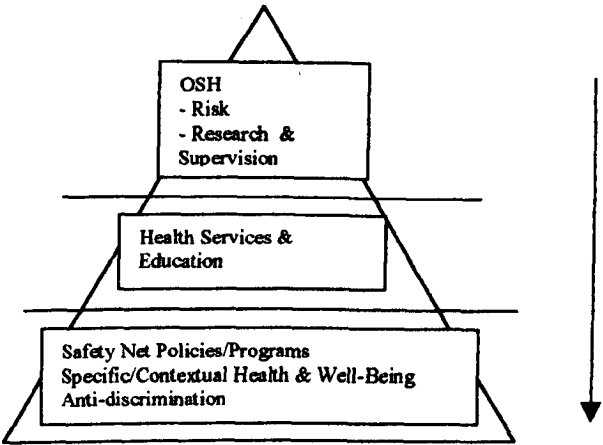 OSH
- Risk
- Research &
Supervision
Health Services &
Education
Safety Net Policies/Programs
Specific/Contextual Health & Well-Being
Anti-discrimination